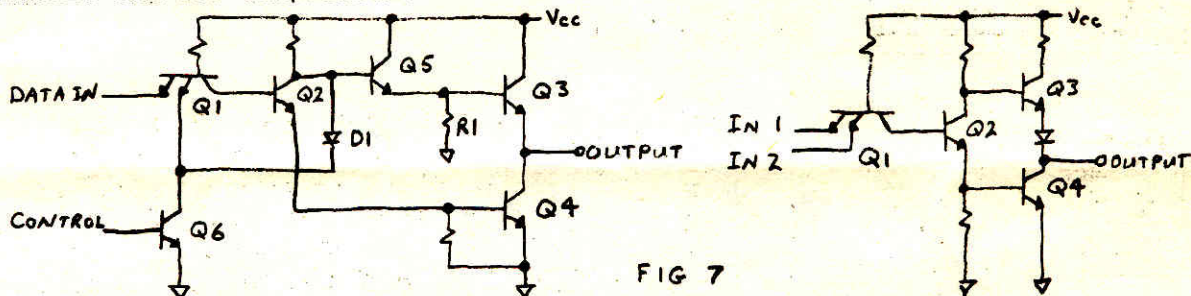 Vcc
Q5
DATA IN
Q1
Q2
Q3
R1
D1
OUTPUT
Q4
CONTROL
Q6
FIG 7
Vcc
Q3
IN 1
Q2
IN 2
Q1
OUTPUT
Q4